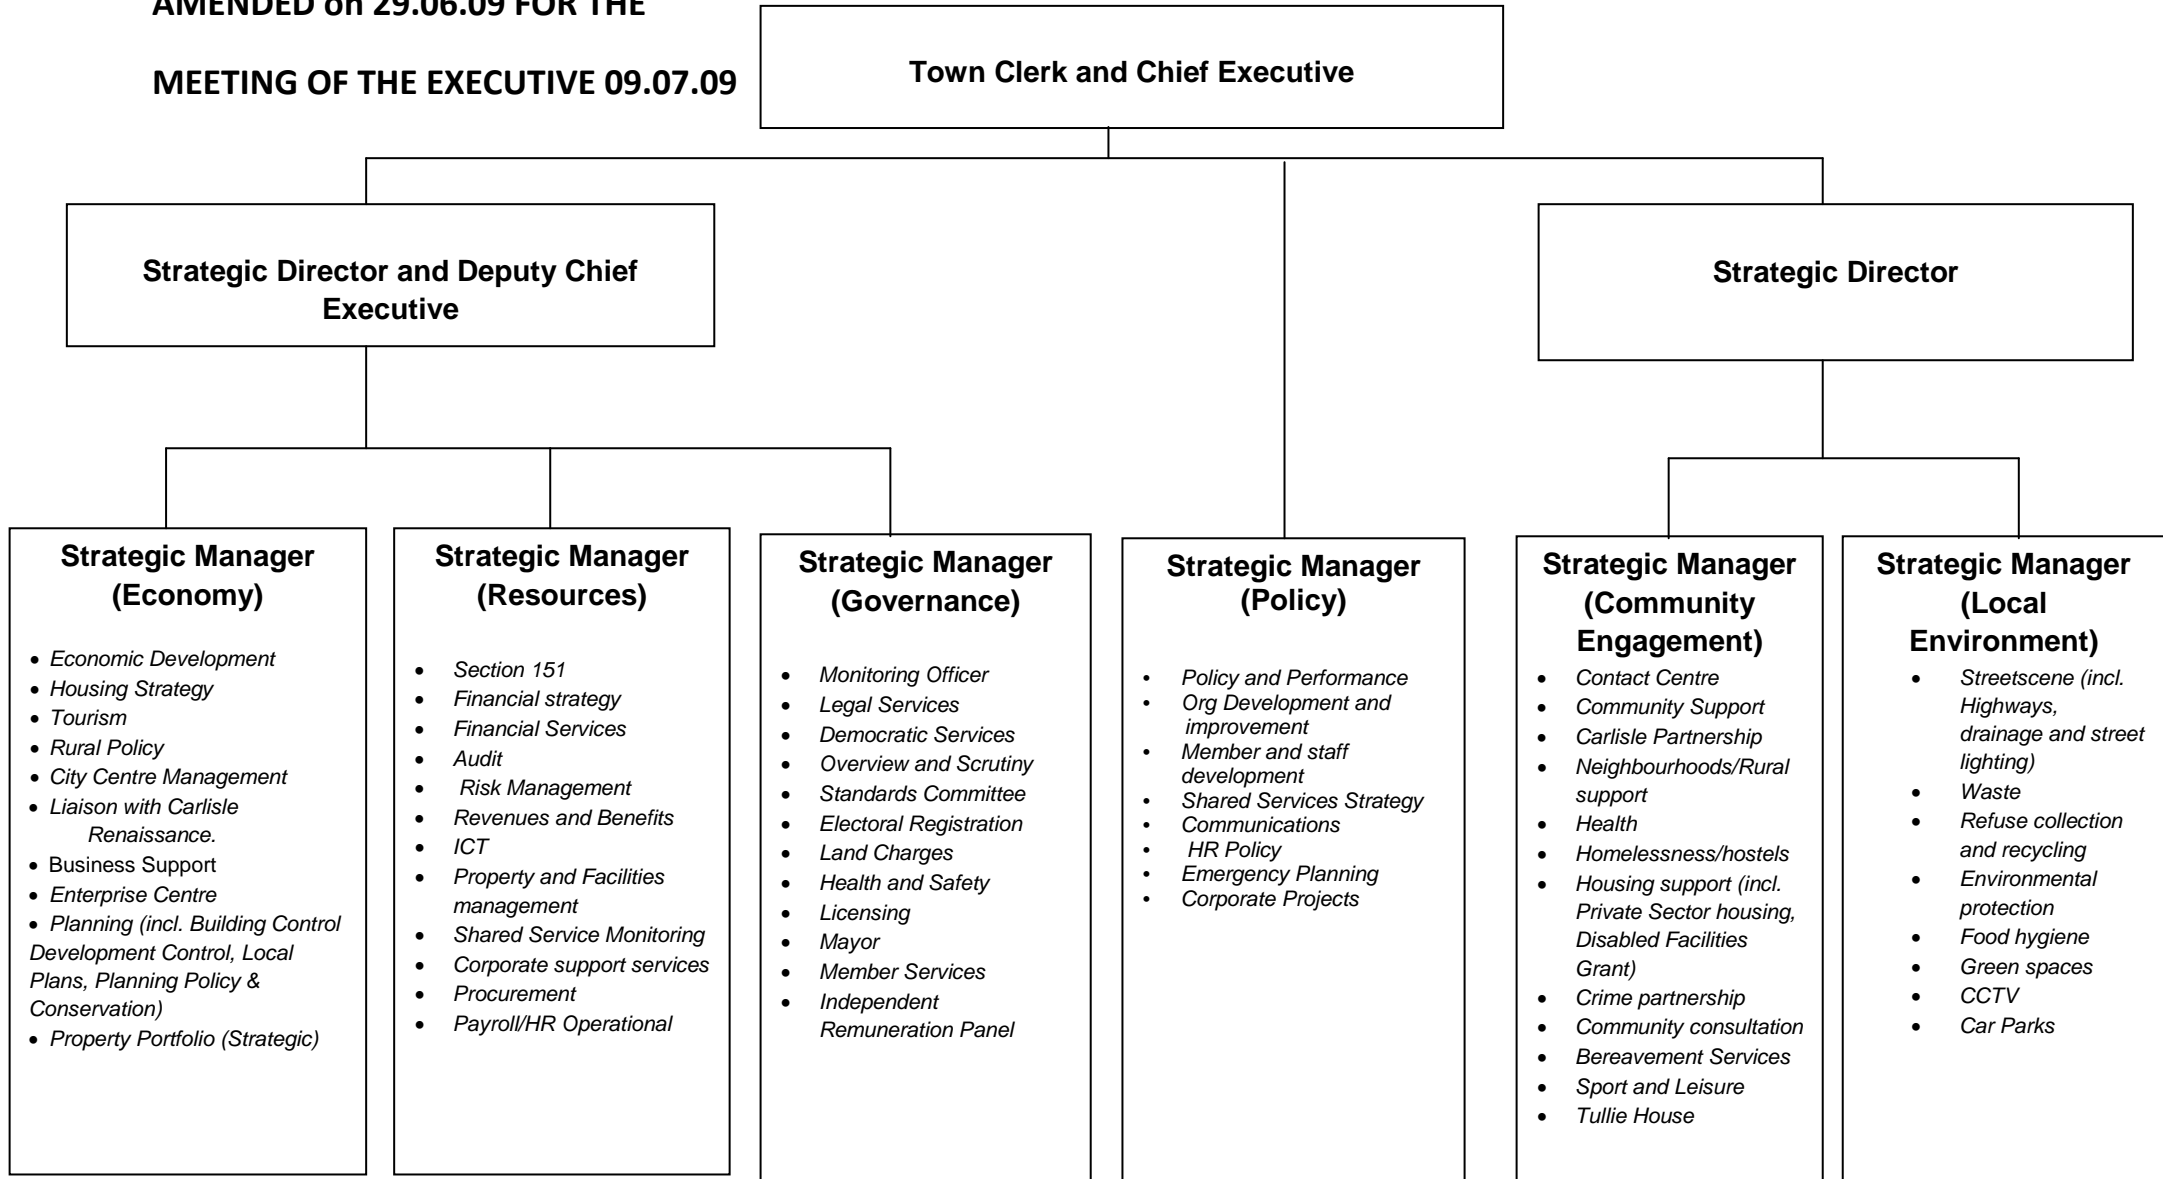 AMENDED on 29.06.09 FOR THE
MEETING OF THE EXECUTIVE 09.07.09
Town Clerk and Chief Executive
Strategic Director and Deputy Chief
Executive
Strategic Director
Strategic Manager
(Economy)
• Economic Development
• Housing Strategy
• Tourism
• Rural Policy
• City Centre Management
• Liaison with Carlisle
Renaissance.
• Business Support
• Enterprise Centre
• Planning (incl. Building Control
Development Control, Local
Plans, Planning Policy &
Conservation)
• Property Portfolio (Strategic)
Strategic Manager
(Resources)
• Section 151
• Financial strategy
• Financial Services
• Audit
• Risk Management
• Revenues and Benefits
• ICT
• Property and Facilities
management
• Shared Service Monitoring
• Corporate support services
• Procurement
• Payroll/HR Operational
Strategic Manager
(Governance)
• Monitoring Officer
• Legal Services
• Democratic Services
• Overview and Scrutiny
• Standards Committee
• Electoral Registration
• Land Charges
• Health and Safety
• Licensing
• Mayor
• Member Services
• Independent
Remuneration Panel
Strategic Manager
(Policy)
• Policy and Performance
• Org Development and
improvement
• Member and staff
development
• Shared Services Strategy
• Communications
• HR Policy
• Emergency Planning
• Corporate Projects
Strategic Manager
(Community
Engagement)
• Contact Centre
• Community Support
• Carlisle Partnership
• Neighbourhoods/Rural
support
• Health
• Homelessness/hostels
• Housing support (incl.
Private Sector housing,
Disabled Facilities
Grant)
• Crime partnership
• Community consultation
• Bereavement Services
• Sport and Leisure
• Tullie House
Strategic Manager
(Local
Environment)
• Streetscene (incl.
Highways,
drainage and street
lighting)
• Waste
• Refuse collection
and recycling
• Environmental
protection
• Food hygiene
• Green spaces
• CCTV
• Car Parks